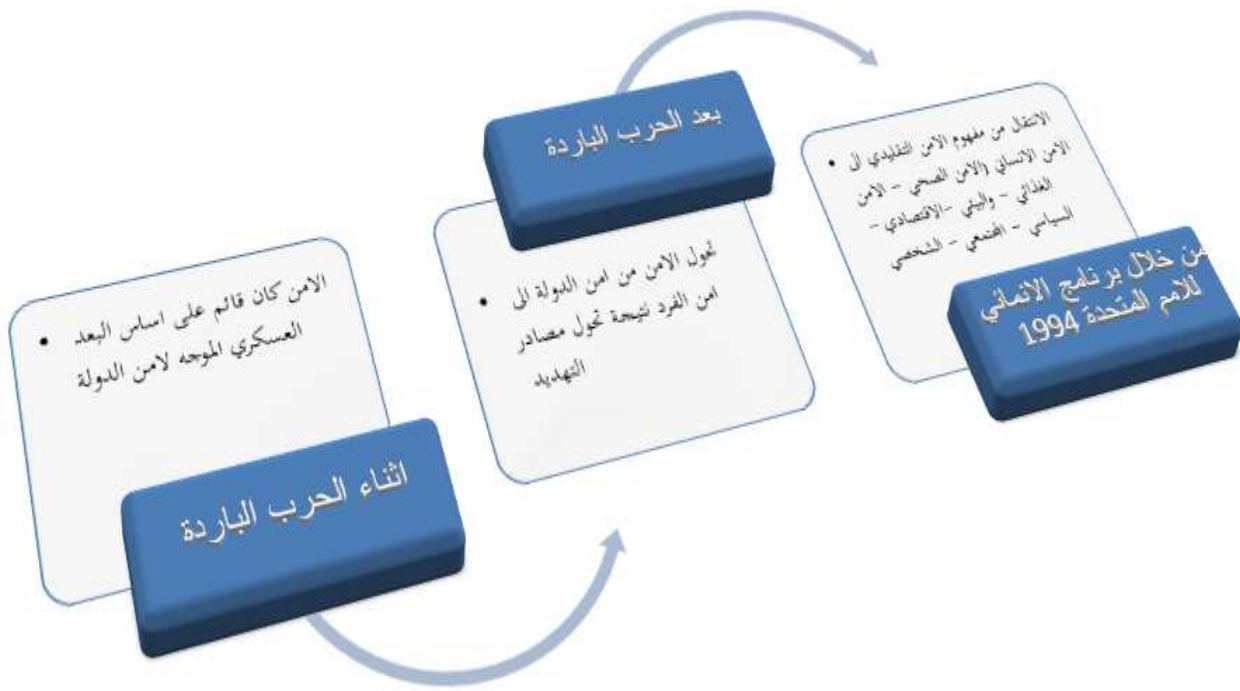 الامن كان قائم على اساس البعد
العسكري الموجه لامن الدولة
اثناء الحرب الباردة
بعد الحرب الباردة
تحول الامن من امن الدولة الى
امن الفرد نتيجة تحول مصادر
التهديد
الانتقال من مفهوم الامن التقليدي الى
الامن الانساني (الامن الصحي - الامن
الغذائي - والبيئي -الاقتصادي -
السياسي - المجتمعي - الشخصي
من خلال برنامج الانمائي
للامم المتحدة 1994